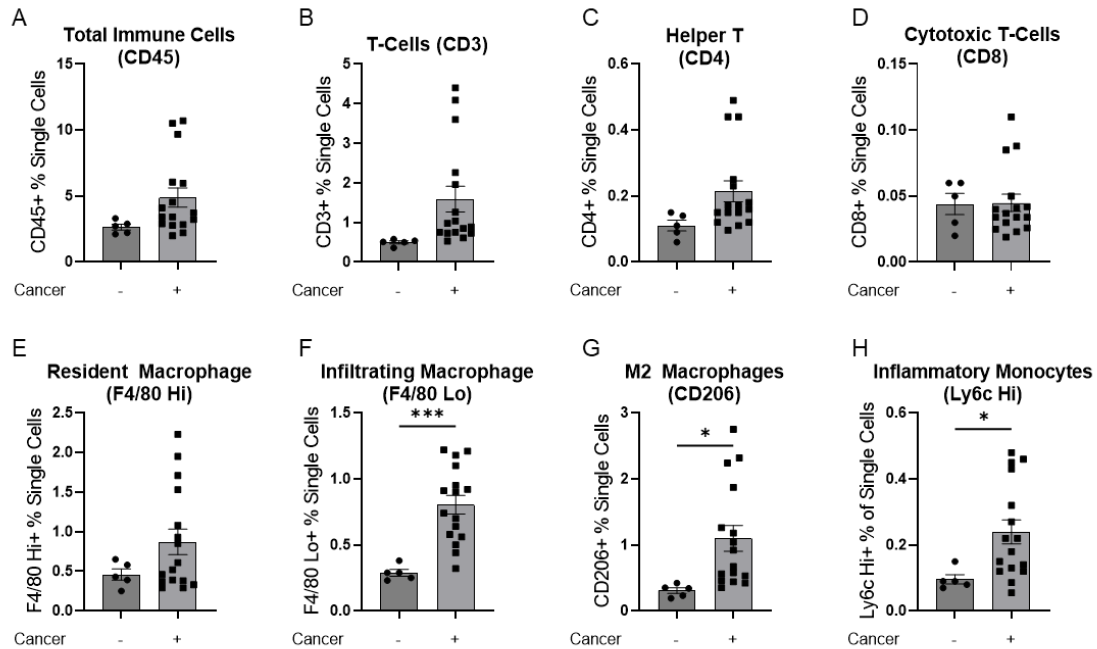 A
Total Immune Cells
(CD45)
CD45+ % Single Cells
15
10
5
0
Cancer - +
B
T-Cells (CD3)
CD3+ % Single Cells
5
4
3
2
1
0
Cancer - +
C
Helper T
(CD4)
CD4+ % Single Cells
0.6
0.4
0.2
0.0
Cancer - +
D
Cytotoxic T-Cells
(CD8)
CD8+ % Single Cells
0.15
0.10
0.05
0.00
Cancer - +
E
Resident Macrophage
(F4/80 Hi)
F4/80 Hi+ % Single Cells
2.5
2.0
1.5
1.0
0.5
0.0
Cancer - +
F
Infiltrating Macrophage
(F4/80 Lo)
F4/80 Lo+ % Single Cells
1.5
1.0
0.5
0.0
***
Cancer - +
G
M2 Macrophages
(CD206)
CD206+ % Single Cells
3
2
1
0
*
Cancer - +
H
Inflammatory Monocytes
(Ly6c Hi)
Ly6c Hi+ % of Single Cells
0.6
0.4
0.2
0.0
*
Cancer - +